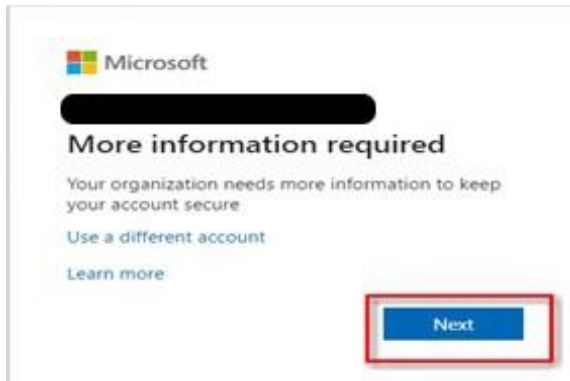 Microsoft
More information required
Your organization needs more information to keep
your account secure
Use a different account
Learn more
Next